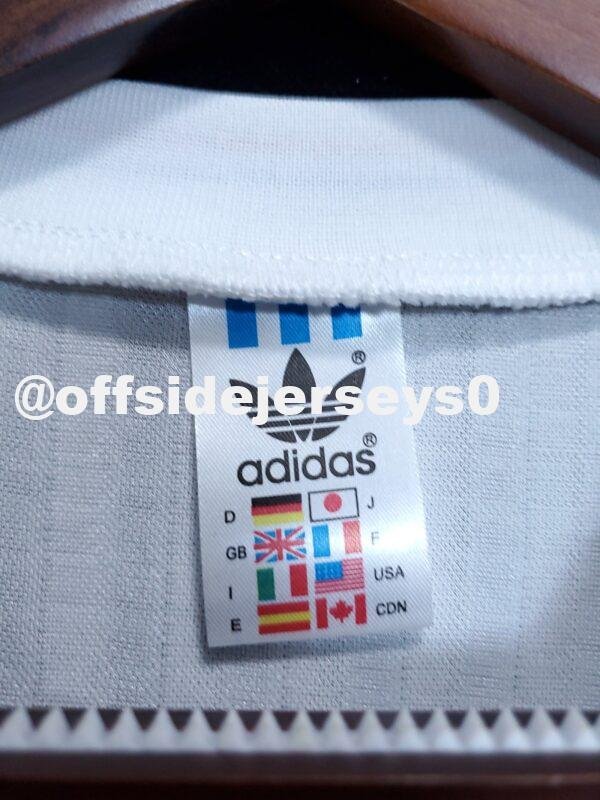 @offsidejerseys0
®
adidas®
D J
GB F
I USA
E CDN